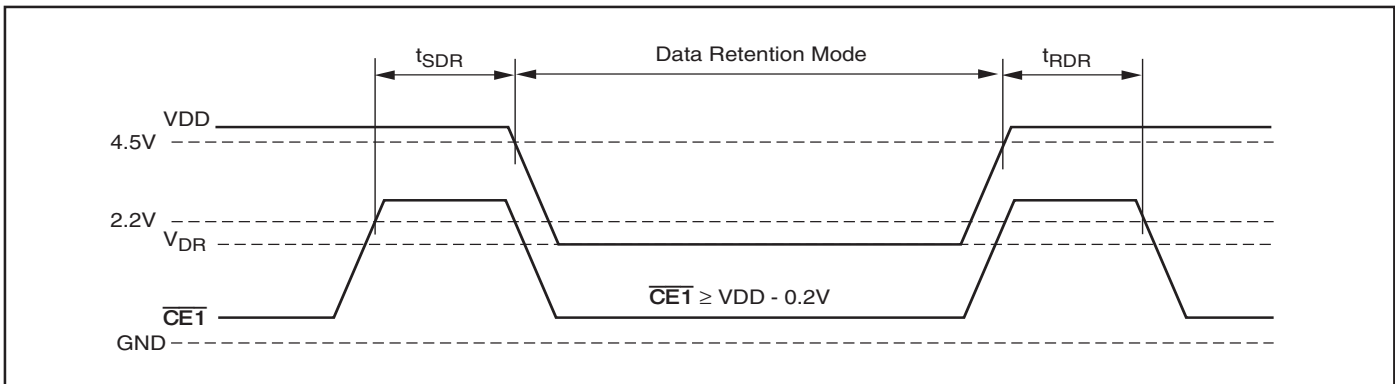 tSDR Data Retention Mode tRDR
VDD
4.5V
2.2V
VDR
CE1 ≥ VDD - 0.2V
CE1
GND